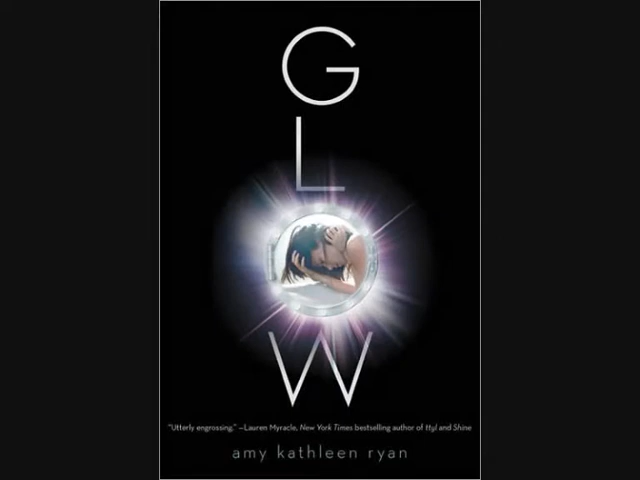 G
L
O
W
"Utterly engrossing." —Lauren Myracle, New York Times bestselling author of ttyl and Shine
amy kathleen ryan